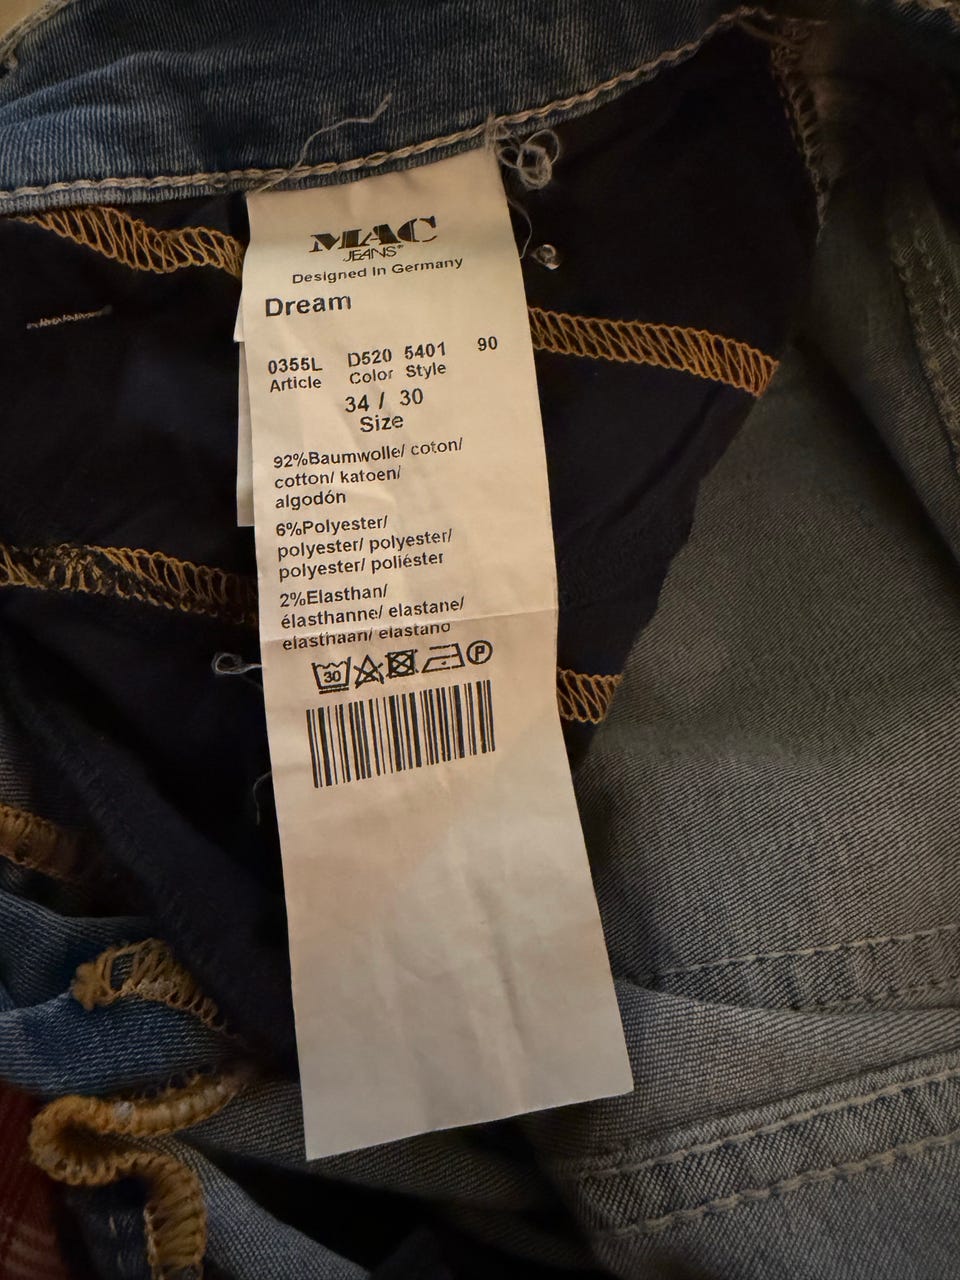 MAC
JEANS®
Designed in Germany
Dream
0355L D520 5401 90
Article Color Style
34 / 30
Size
92%Baumwolle/ coton/
cotton/ katoen/
algodón
6%Polyester/
polyester/ polyester/
polyester/ poliéster
2%Elasthan/
élasthanne/ elastane/
elasthaan/ elastano
30 P